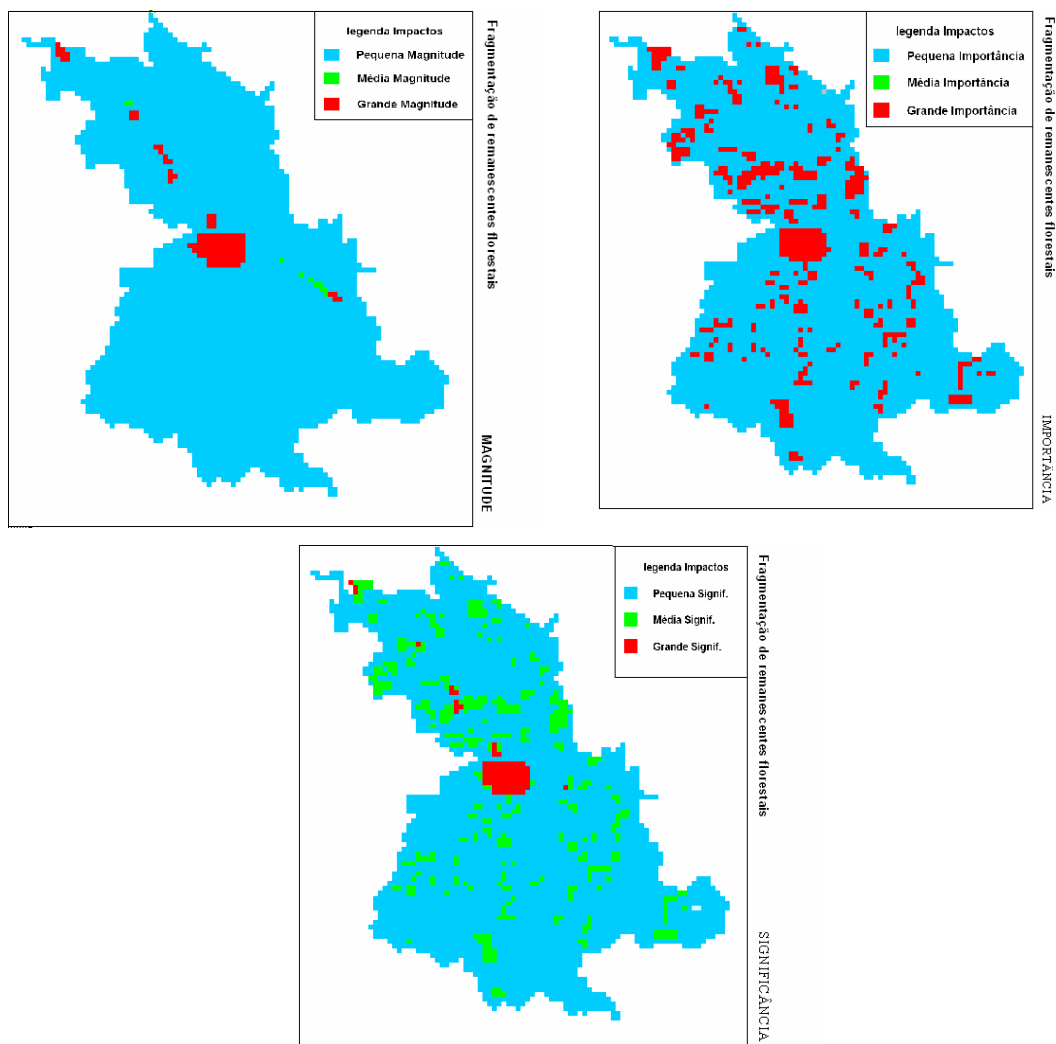 legenda Impactos
Pequena Magnitude
Média Magnitude
Grande Magnitude
Fragmentação de remanescentes florestais
MAGNITUDE
legenda Impactos
Pequena Importância
Média Importância
Grande Importância
Fragmentação de remanescentes florestais
IMPORTÂNCIA
legenda Impactos
Pequena Signif.
Média Signif.
Grande Signif.
Fragmentação de remanescentes florestais
SIGNIFICÂNCIA